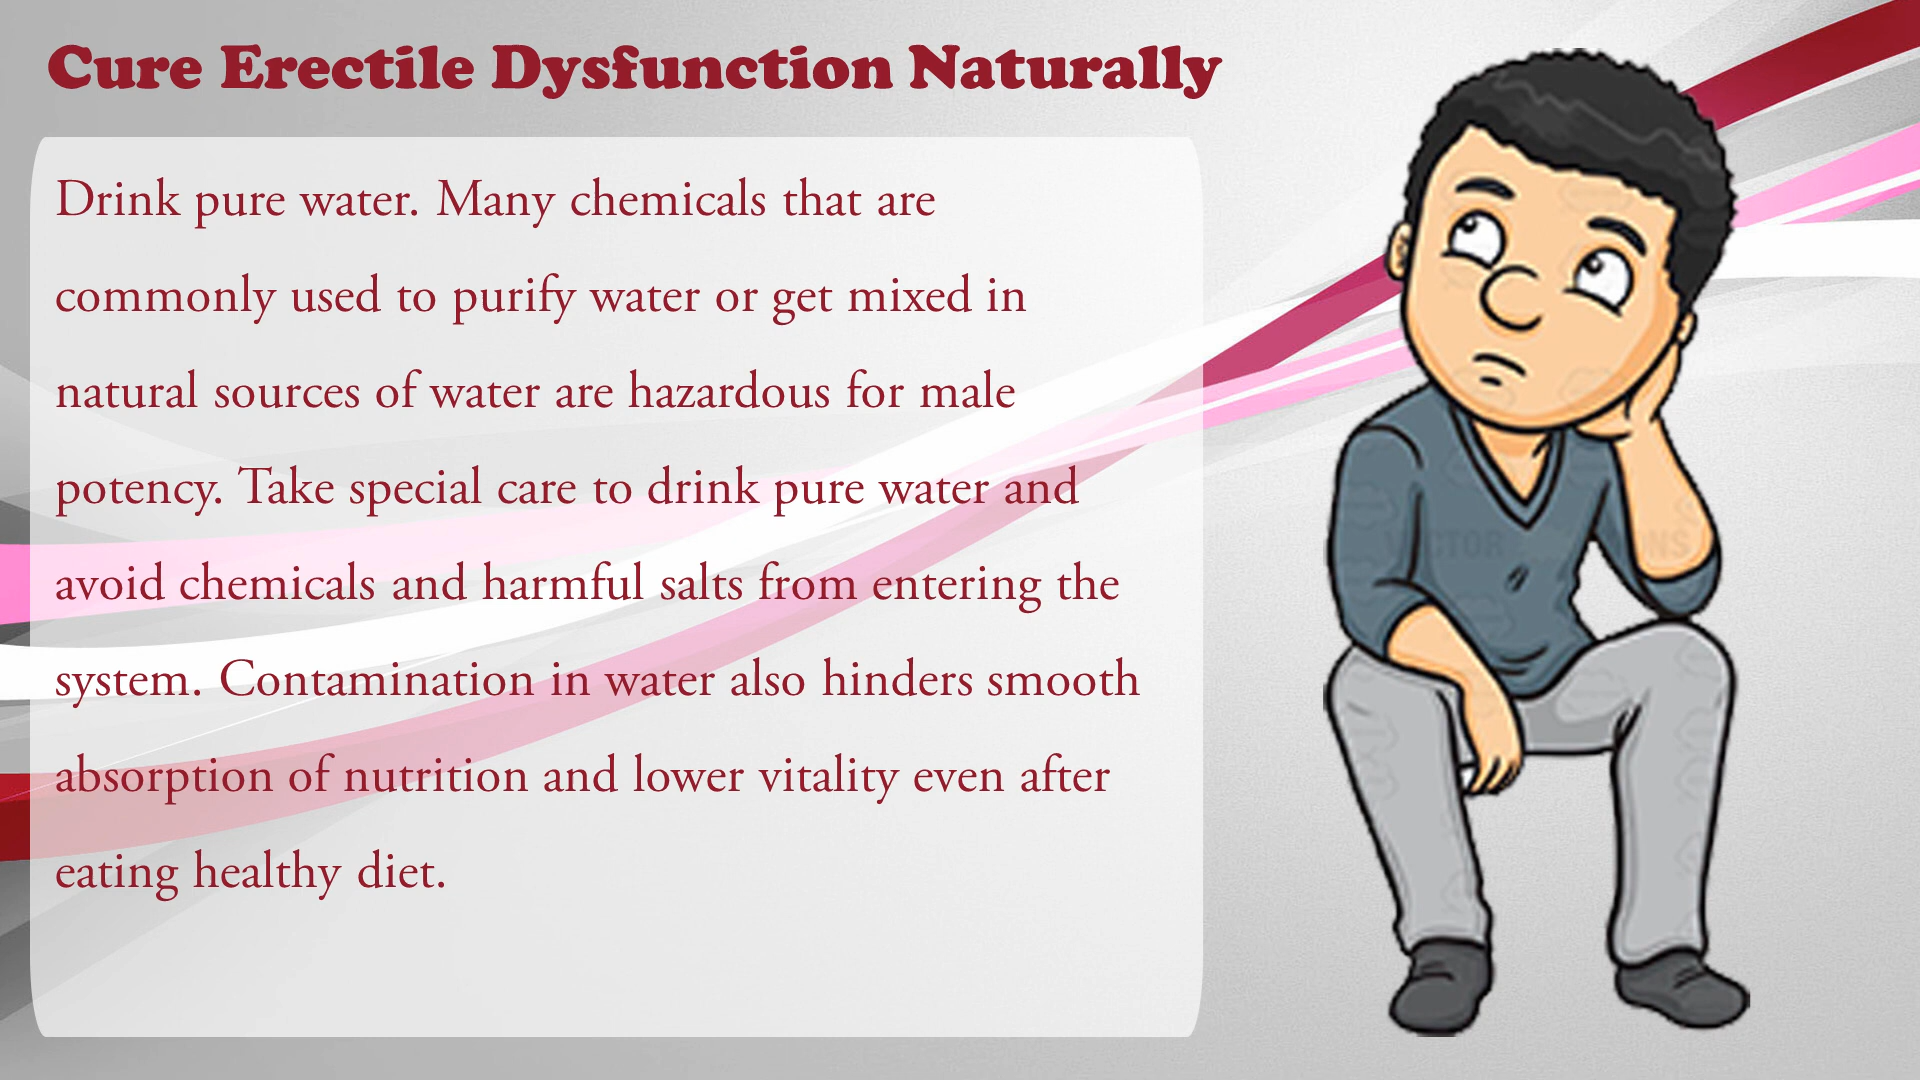 Cure Erectile Dysfunction Naturally
Drink pure water. Many chemicals that are
commonly used to purify water or get mixed in
natural sources of water are hazardous for male
potency. Take special care to drink pure water and
avoid chemicals and harmful salts from entering the
system. Contamination in water also hinders smooth
absorption of nutrition and lower vitality even after
eating healthy diet.